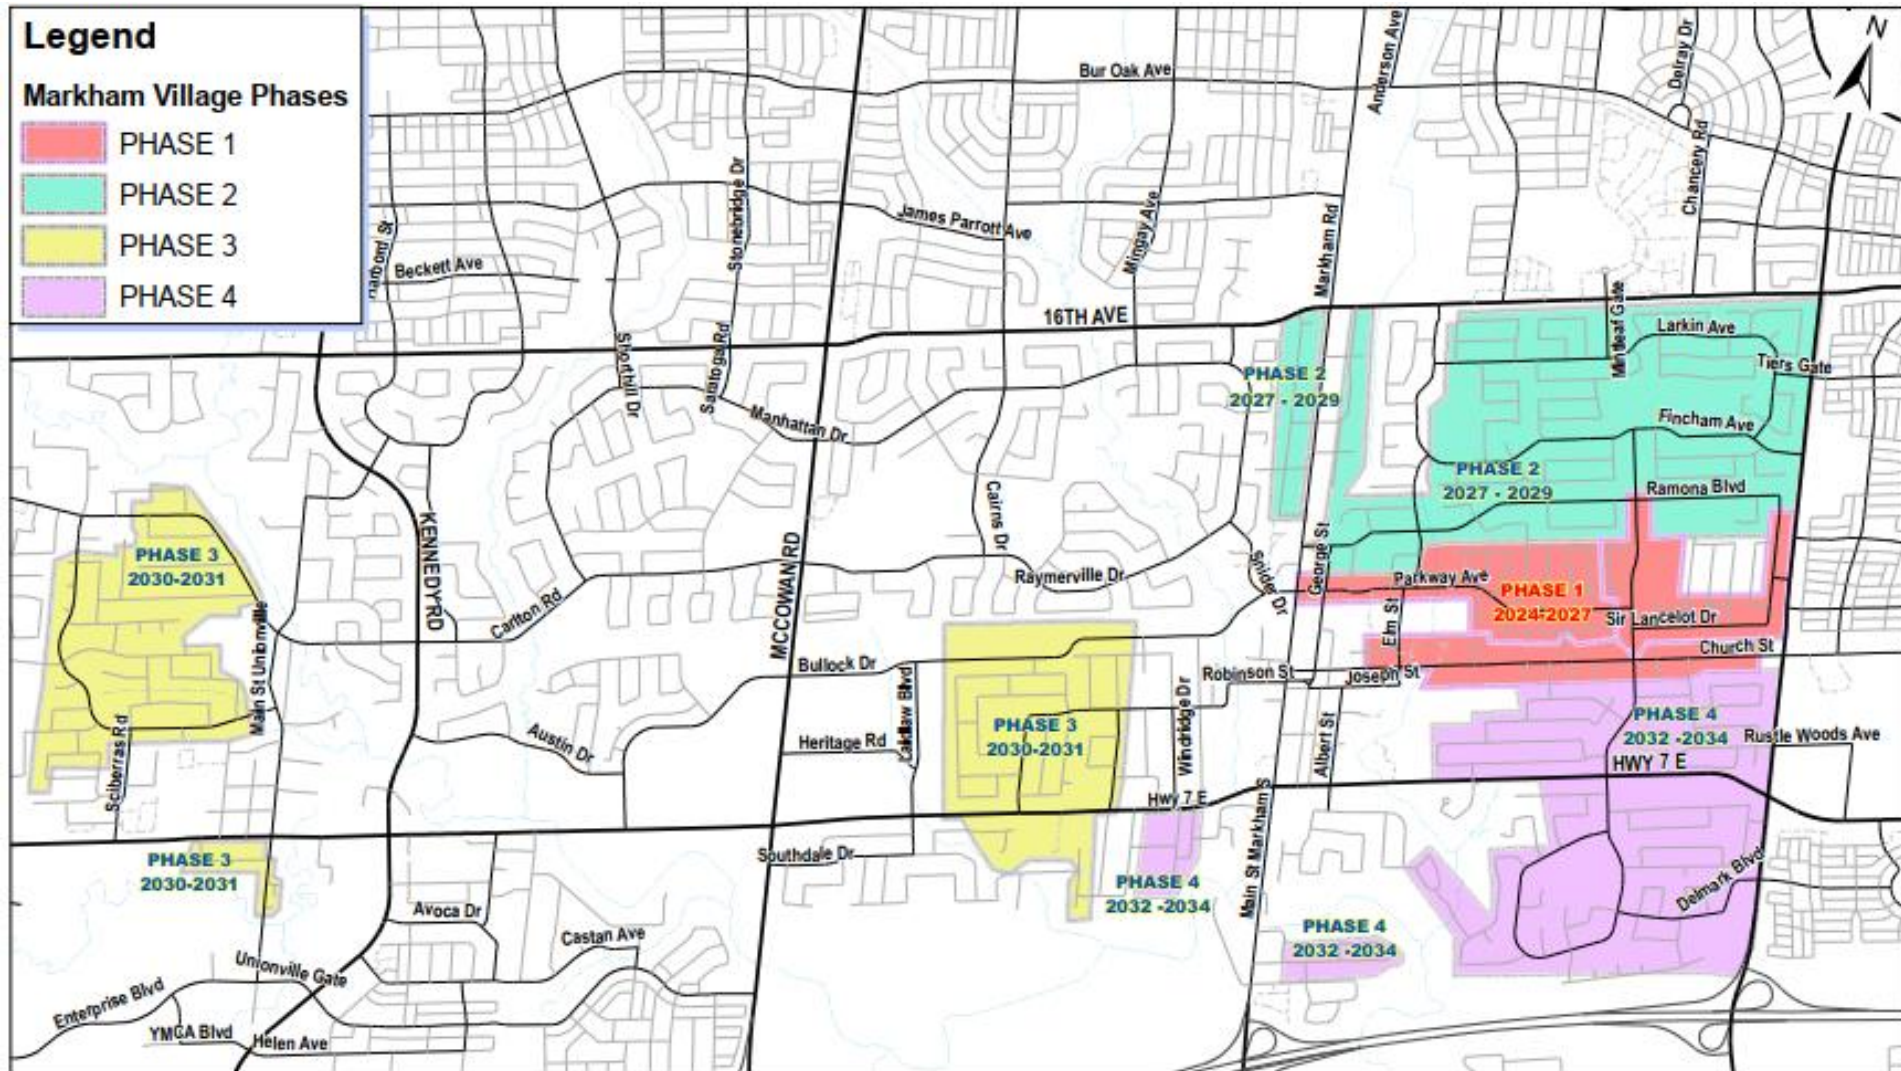 Legend
Markham Village Phases
PHASE 1
PHASE 2
PHASE 3
PHASE 4
N
Bur Oak Ave
Anderson Ave
Delray Dr
Chancery Rd
Stonebridge Dr
James Parrott Ave
Mingay Ave
Markham Rd
Harbord St
Beckett Ave
16TH AVE
Mintleaf Gate
Larkin Ave
Tiers Gate
Shorthill Dr
Saratoga Rd
Manhattan Dr
PHASE 2
2027 - 2029
Fincham Ave
PHASE 2
2027 - 2029
Ramona Blvd
Cairns Dr
KENNEDY RD
MCCOWAN RD
PHASE 3
2030-2031
Raymerville Dr
Snider Dr
George St
Parkway Ave
PHASE 1
2024-2027
Elm St
Sir Lancelot Dr
Church St
Carlton Rd
Main St Unionville
Bullock Dr
Laidlaw Blvd
Robinson St
Joseph St
Windridge Dr
Albert St
PHASE 3
2030-2031
PHASE 4
2032 -2034
Rustle Woods Ave
Austin Dr
Heritage Rd
Sciberras Rd
HWY 7 E
Hwy 7 E
Main St Markham S
Southdale Dr
PHASE 3
2030-2031
PHASE 4
2032 -2034
Delmark Blvd
Avoca Dr
Castan Ave
PHASE 4
2032 -2034
Unionville Gate
Enterprise Blvd
YMCA Blvd
Helen Ave